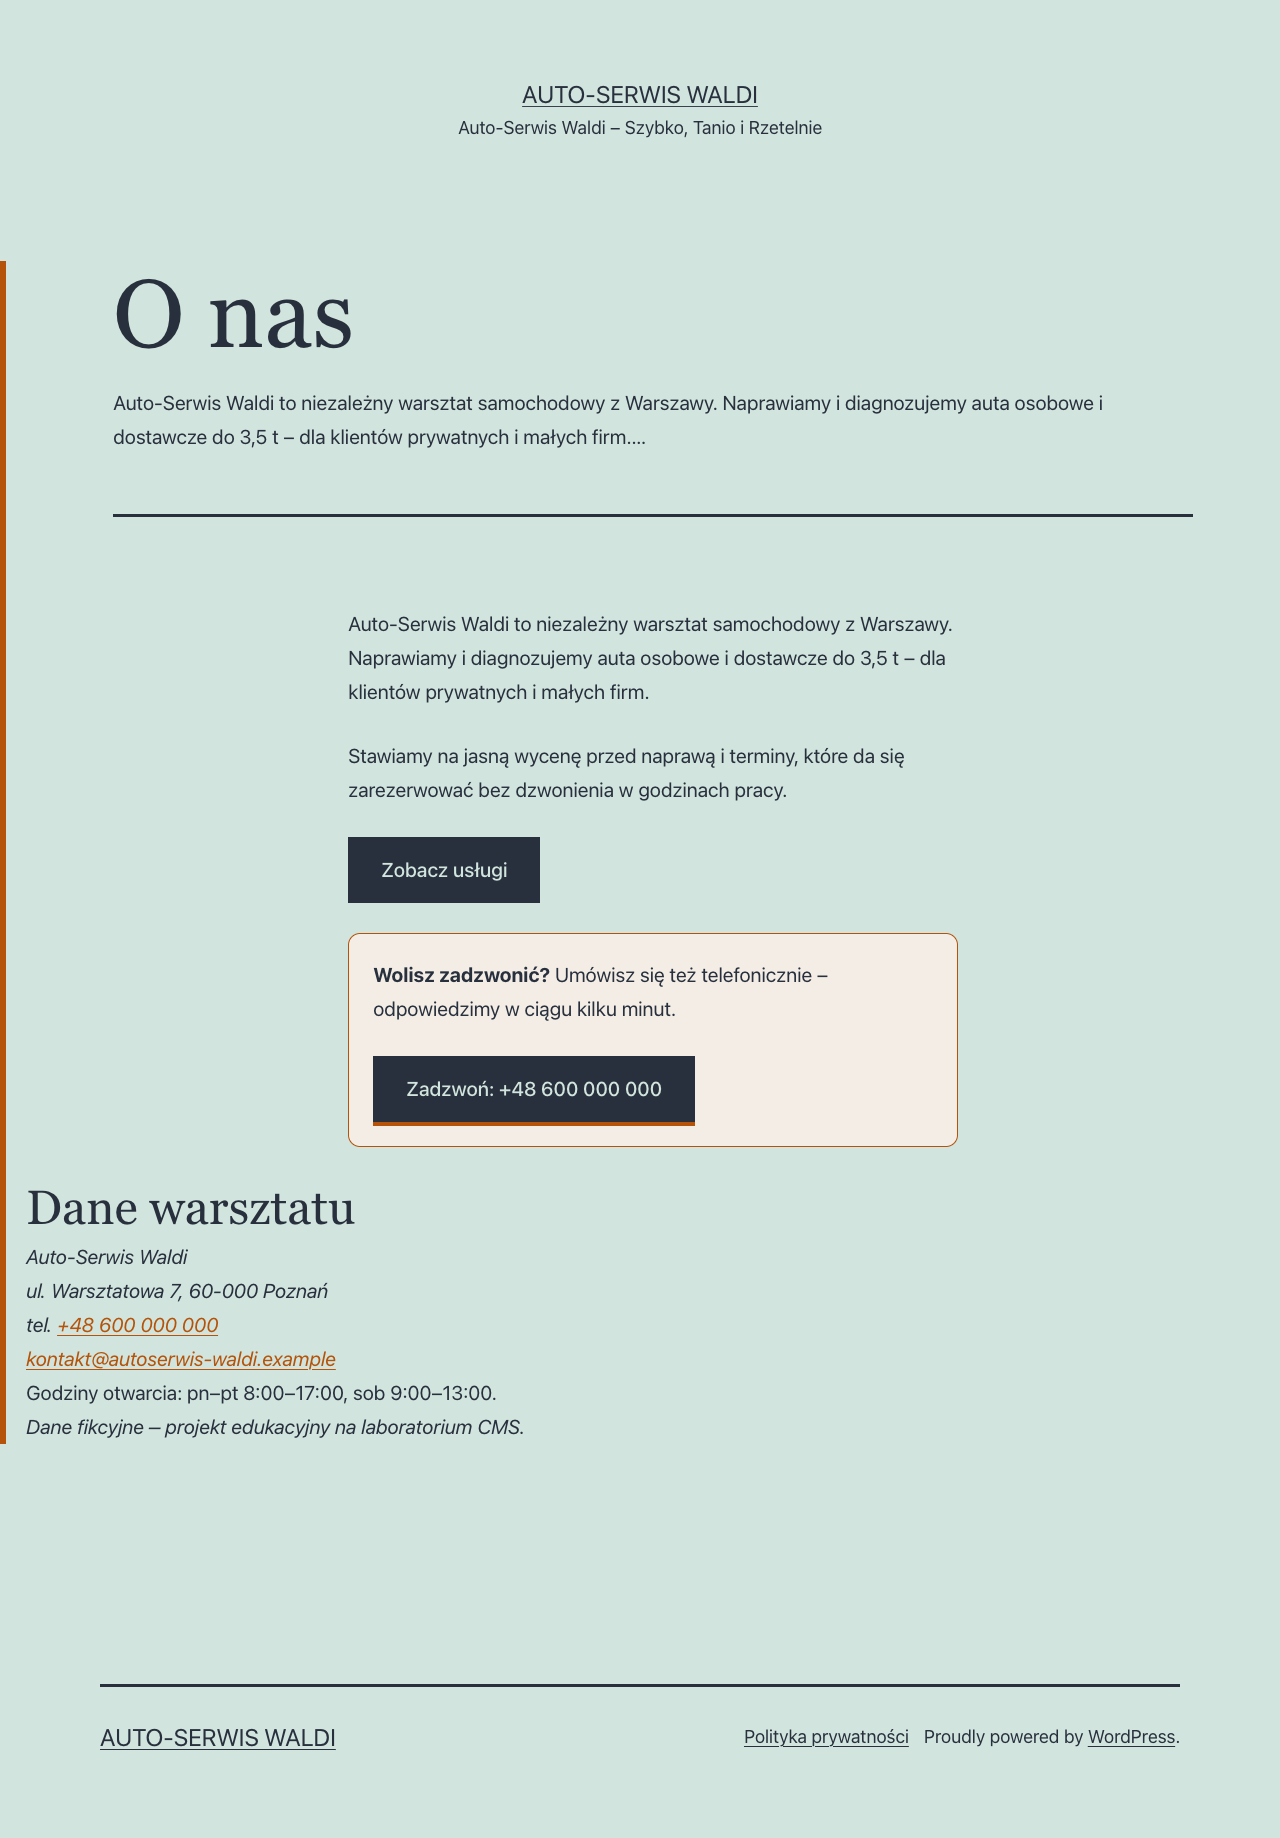 AUTO-SERWIS WALDI
Auto-Serwis Waldi – Szybko, Tanio i Rzetelnie
O nas
Auto-Serwis Waldi to niezależny warsztat samochodowy z Warszawy. Naprawiamy i diagnozujemy auta osobowe i
dostawcze do 3,5 t – dla klientów prywatnych i małych firm.…
Auto-Serwis Waldi to niezależny warsztat samochodowy z Warszawy.
Naprawiamy i diagnozujemy auta osobowe i dostawcze do 3,5 t – dla
klientów prywatnych i małych firm.
Stawiamy na jasną wycenę przed naprawą i terminy, które da się
zarezerwować bez dzwonienia w godzinach pracy.
Zobacz usługi
Wolisz zadzwonić? Umówisz się też telefonicznie –
odpowiedzimy w ciągu kilku minut.
Zadzwoń: +48 600 000 000
Dane warsztatu
Auto-Serwis Waldi
ul. Warsztatowa 7, 60-000 Poznań
tel. +48 600 000 000
kontakt@autoserwis-waldi.example
Godziny otwarcia: pn–pt 8:00–17:00, sob 9:00–13:00.
Dane fikcyjne — projekt edukacyjny na laboratorium CMS.
AUTO-SERWIS WALDI
Polityka prywatności Proudly powered by WordPress.